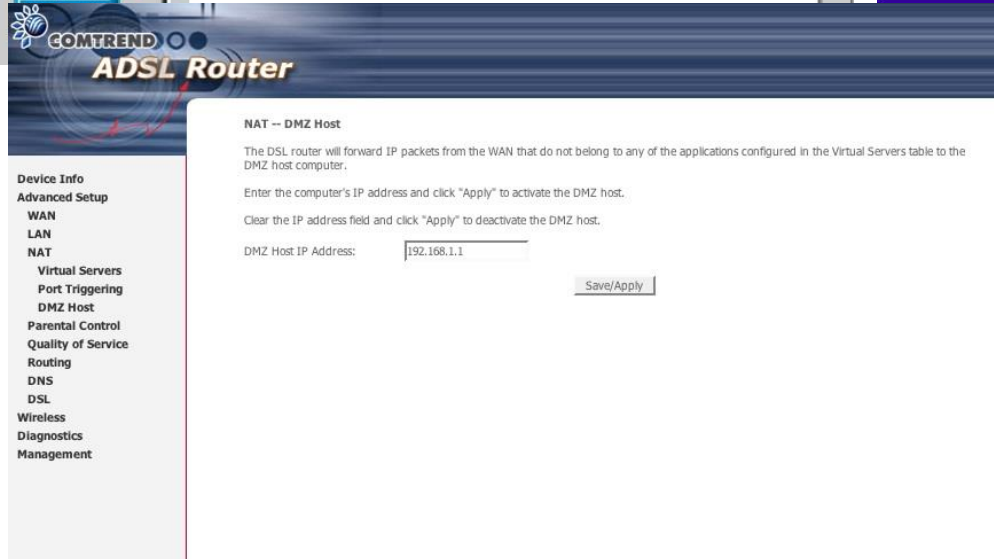 COMTREND
ADSL Router
NAT -- DMZ Host
The DSL router will forward IP packets from the WAN that do not belong to any of the applications configured in the Virtual Servers table to the
DMZ host computer.
Enter the computer's IP address and click "Apply" to activate the DMZ host.
Clear the IP address field and click "Apply" to deactivate the DMZ host.
DMZ Host IP Address: 192.168.1.1
Save/Apply
Device Info
Advanced Setup
WAN
LAN
NAT
Virtual Servers
Port Triggering
DMZ Host
Parental Control
Quality of Service
Routing
DNS
DSL
Wireless
Diagnostics
Management